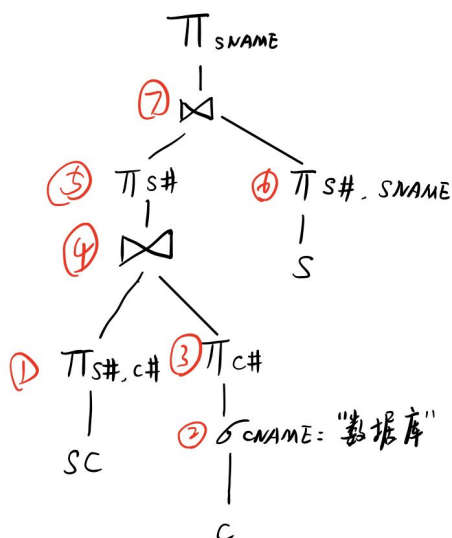 Π SNAME
⑦ ⋈
⑤ Π S# ⑥ Π S#, SNAME
④ ⋈ S
① Π S#, C# ③ Π C#
SC ② σ CNAME= "数据库"
C